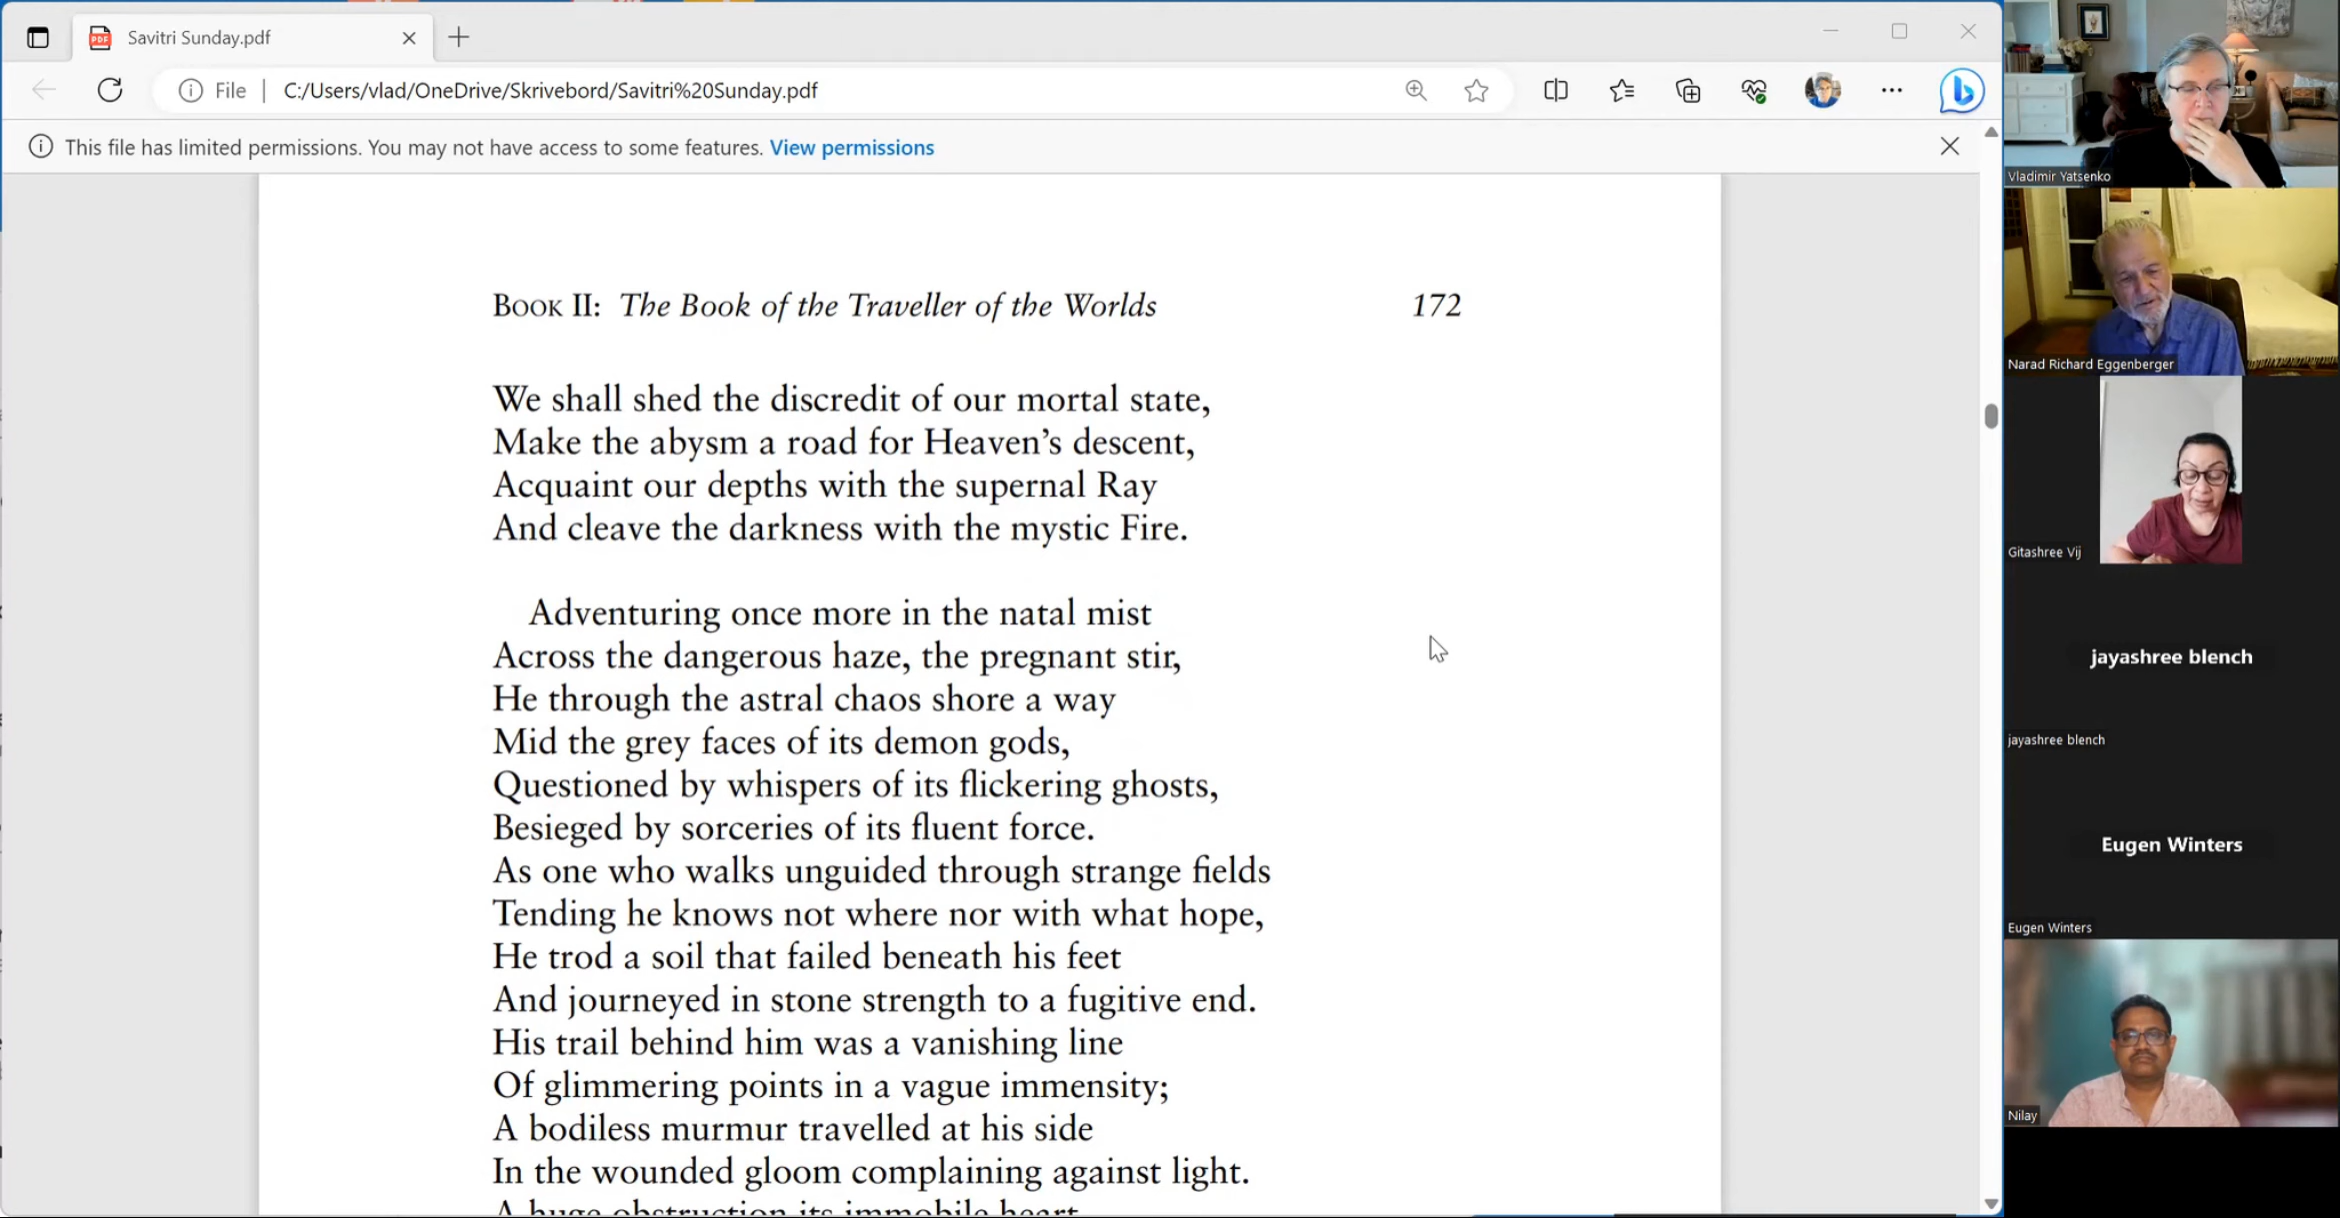 Savitri Sunday.pdf
File | C:/Users/vlad/OneDrive/Skrivebord/Savitri%20Sunday.pdf
This file has limited permissions. You may not have access to some features. View permissions
BOOK II: The Book of the Traveller of the Worlds 172
We shall shed the discredit of our mortal state,
Make the abysm a road for Heaven’s descent,
Acquaint our depths with the supernal Ray
And cleave the darkness with the mystic Fire.
Adventuring once more in the natal mist
Across the dangerous haze, the pregnant stir,
He through the astral chaos shore a way
Mid the grey faces of its demon gods,
Questioned by whispers of its flickering ghosts,
Besieged by sorceries of its fluent force.
As one who walks unguided through strange fields
Tending he knows not where nor with what hope,
He trod a soil that failed beneath his feet
And journeyed in stone strength to a fugitive end.
His trail behind him was a vanishing line
Of glimmering points in a vague immensity;
A bodiless murmur travelled at his side
In the wounded gloom complaining against light.
A huge obstruction its immobile heart
Vladimir Yatsenko
Narad Richard Eggenberger
Gitashree Vij
jayashree blench
jayashree blench
Eugen Winters
Eugen Winters
Nilay